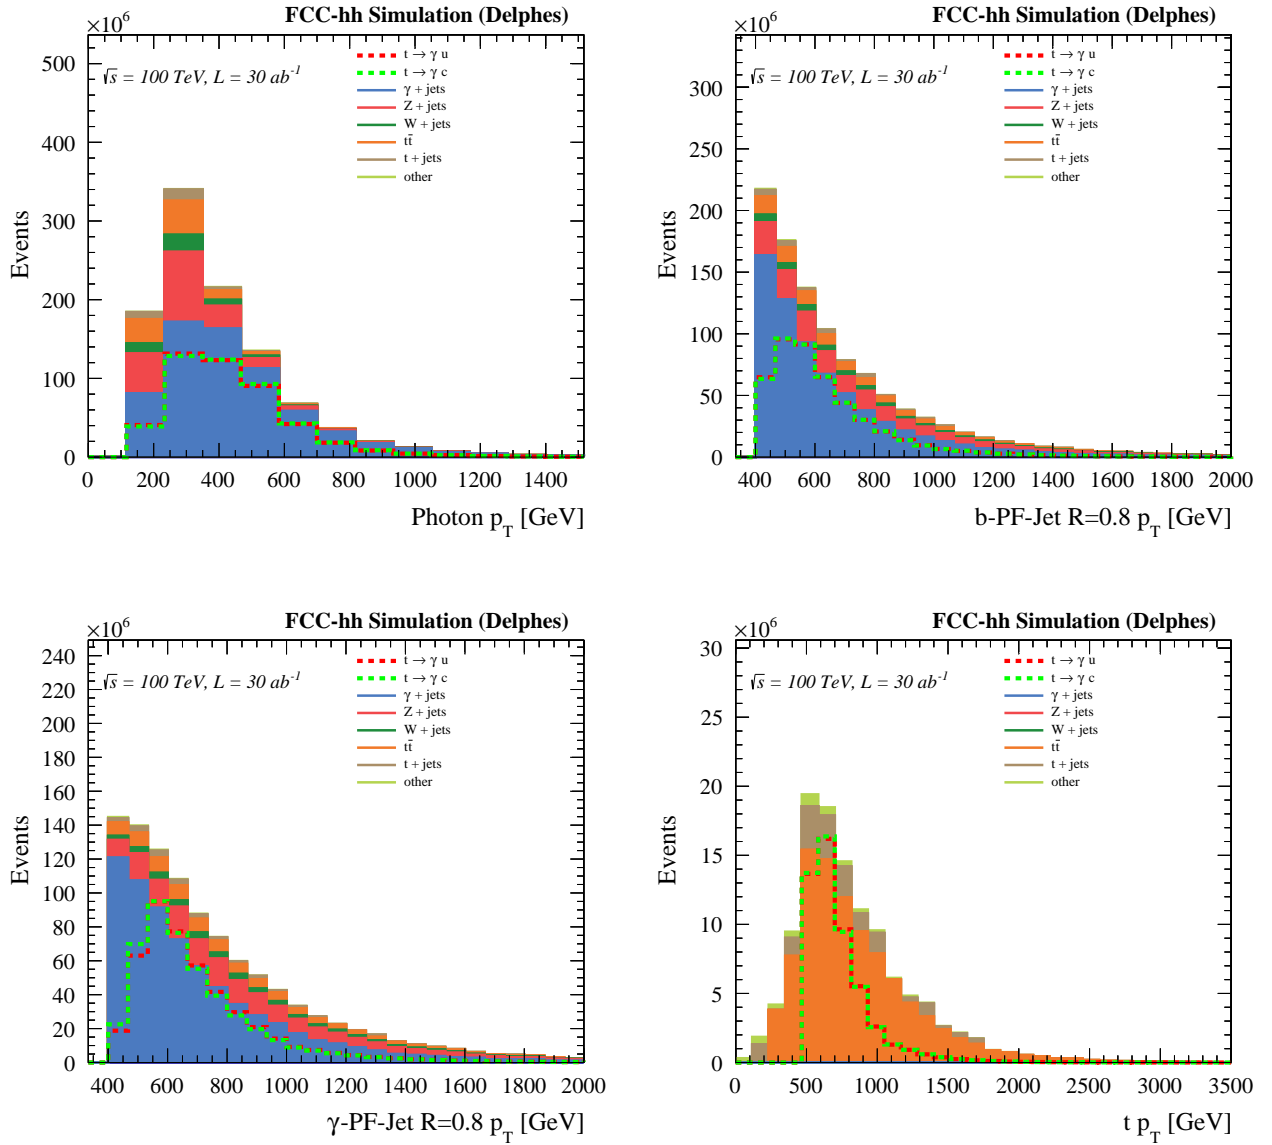 FCC-hh Simulation (Delphes)
×10⁶
√s = 100 TeV, L = 30 ab⁻¹
t → γ u
t → γ c
γ + jets
Z + jets
W + jets
tt̄
t + jets
other
Events
500
400
300
200
100
0
0 200 400 600 800 1000 1200 1400
Photon p_T [GeV]
FCC-hh Simulation (Delphes)
×10⁶
√s = 100 TeV, L = 30 ab⁻¹
t → γ u
t → γ c
γ + jets
Z + jets
W + jets
tt̄
t + jets
other
Events
300
250
200
150
100
50
0
400 600 800 1000 1200 1400 1600 1800 2000
b-PF-Jet R=0.8 p_T [GeV]
FCC-hh Simulation (Delphes)
×10⁶
√s = 100 TeV, L = 30 ab⁻¹
t → γ u
t → γ c
γ + jets
Z + jets
W + jets
tt̄
t + jets
other
Events
240
220
200
180
160
140
120
100
80
60
40
20
0
400 600 800 1000 1200 1400 1600 1800 2000
γ-PF-Jet R=0.8 p_T [GeV]
FCC-hh Simulation (Delphes)
×10⁶
√s = 100 TeV, L = 30 ab⁻¹
t → γ u
t → γ c
γ + jets
Z + jets
W + jets
tt̄
t + jets
other
Events
30
25
20
15
10
5
0
0 500 1000 1500 2000 2500 3000 3500
t p_T [GeV]